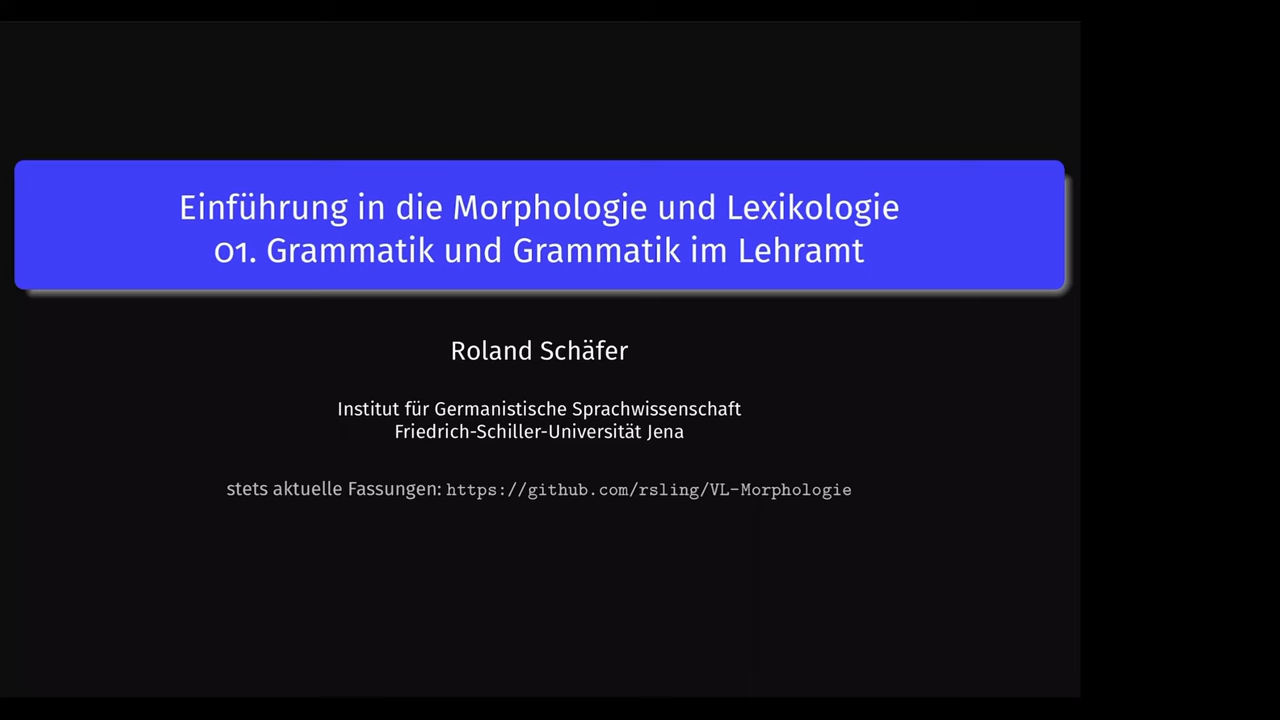 Einführung in die Morphologie und Lexikologie
01. Grammatik und Grammatik im Lehramt
Roland Schäfer
Institut für Germanistische Sprachwissenschaft
Friedrich-Schiller-Universität Jena
stets aktuelle Fassungen: https://github.com/rsling/VL-Morphologie